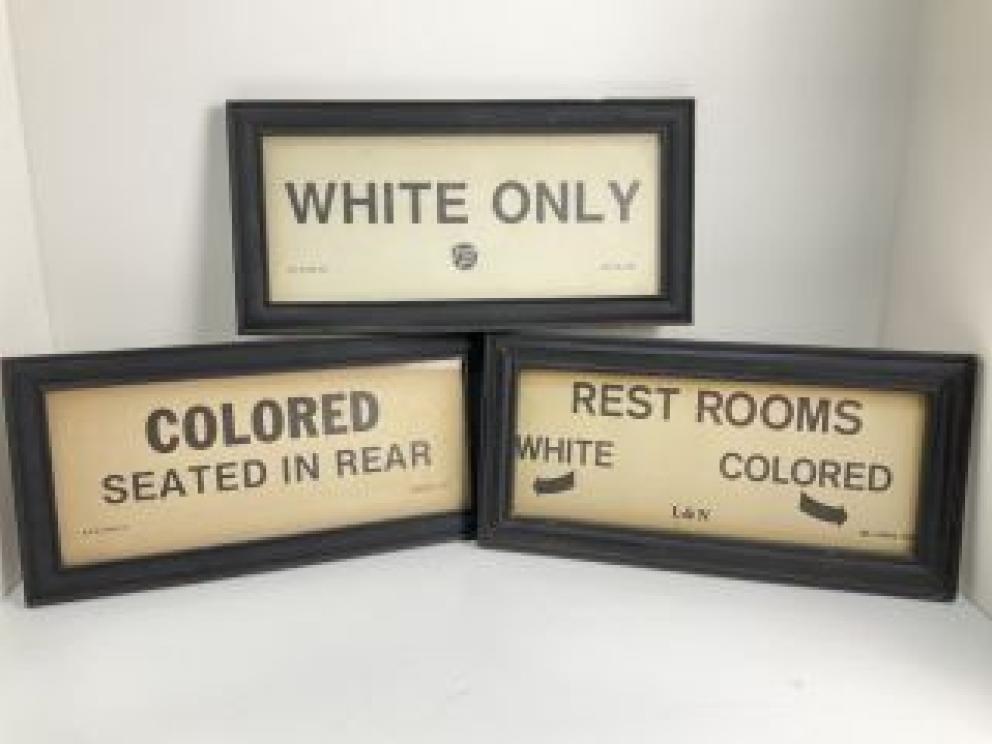 WHITE ONLY
COLORED
SEATED IN REAR
REST ROOMS
WHITE
COLORED
L&N